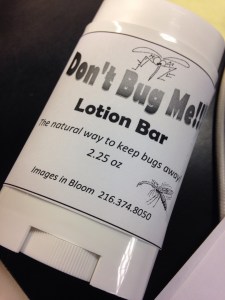 Don't Bug Me!!
Lotion Bar
The natural way to keep bugs away!
2.25 oz
Images in Bloom 216.374.8050